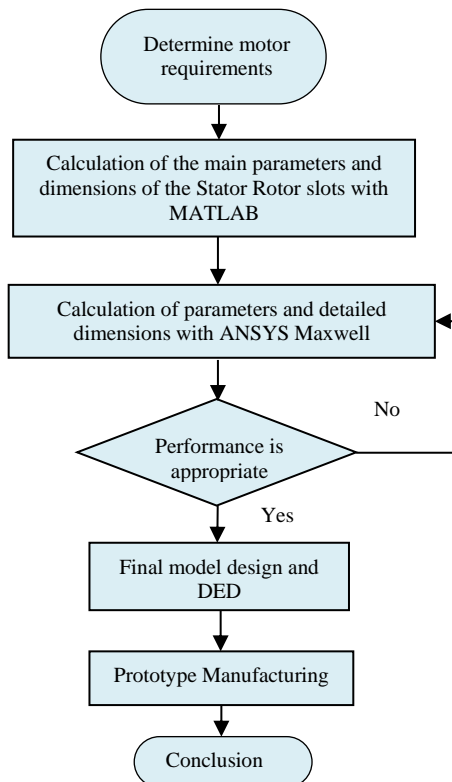 Determine motor
requirements
Calculation of the main parameters and
dimensions of the Stator Rotor slots with
MATLAB
Calculation of parameters and detailed
dimensions with ANSYS Maxwell
Performance is
appropriate
No
Yes
Final model design and
DED
Prototype Manufacturing
Conclusion